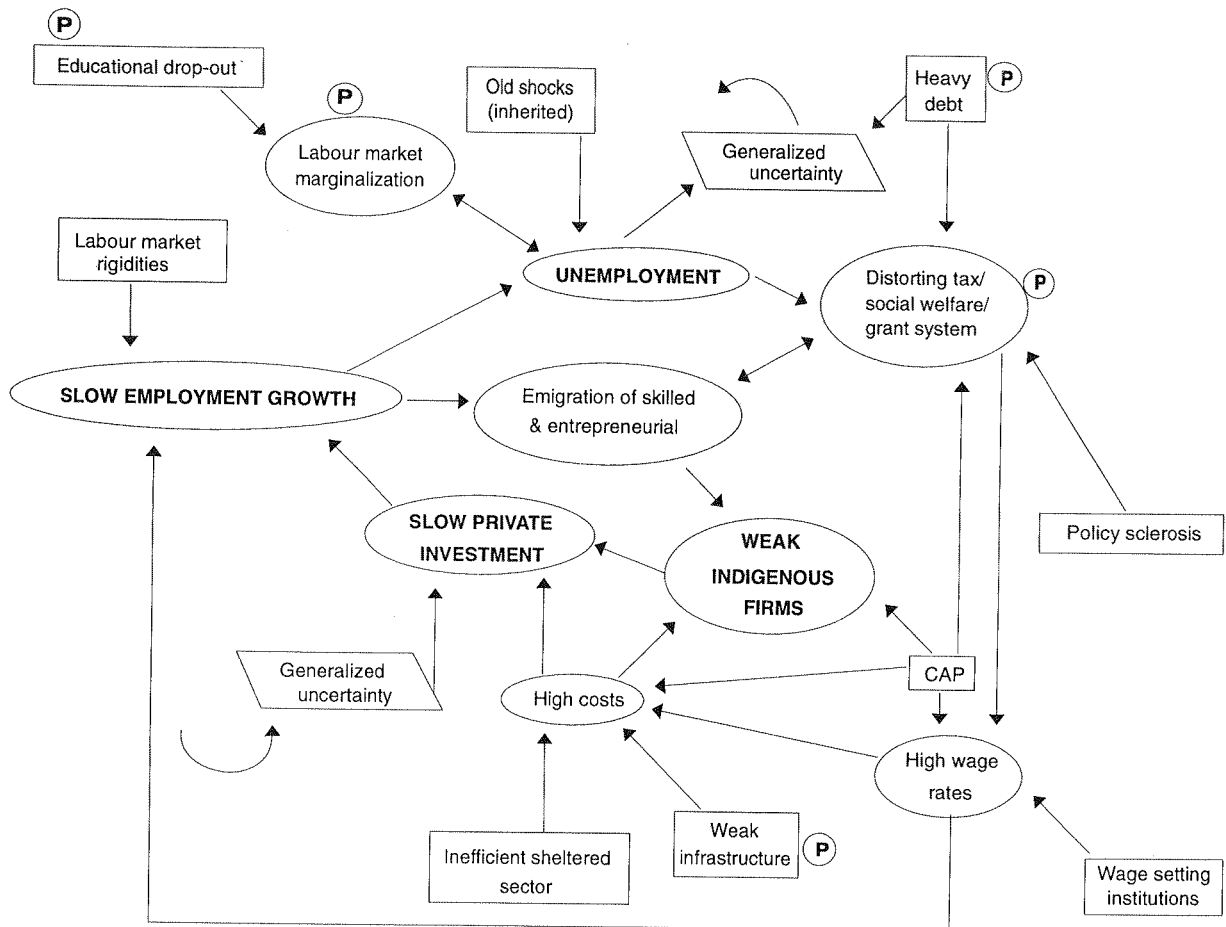 P
Educational drop-out
P
Labour market
marginalization
Old shocks
(inherited)
Generalized
uncertainty
Heavy
debt
P
Labour market
rigidities
UNEMPLOYMENT
Distorting tax/
social welfare/
grant system
P
SLOW EMPLOYMENT GROWTH
Emigration of skilled
& entrepreneurial
SLOW PRIVATE
INVESTMENT
WEAK
INDIGENOUS
FIRMS
Policy sclerosis
Generalized
uncertainty
High costs
CAP
High wage
rates
Inefficient sheltered
sector
Weak
infrastructure
P
Wage setting
institutions